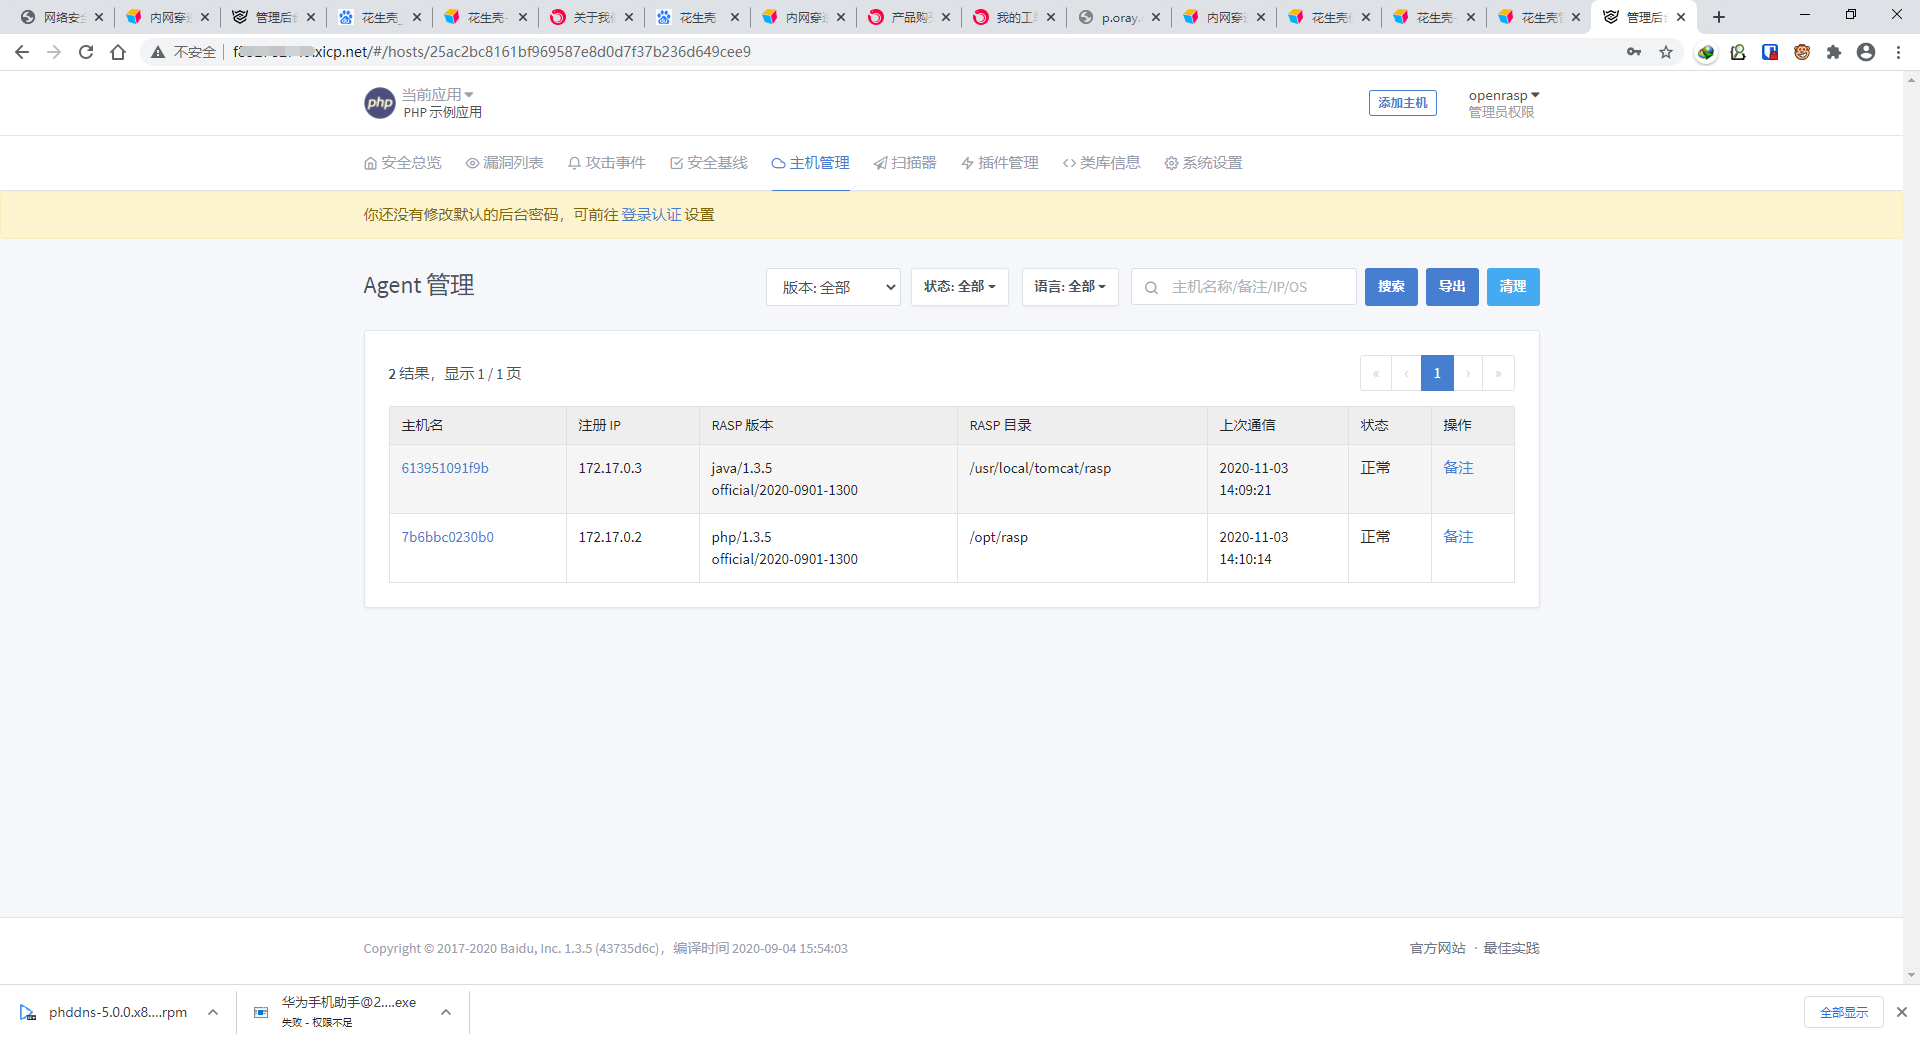 网络安全
内网穿透
管理后台
花生壳_
花生壳-
关于我们
花生壳
内网穿透
产品购买
我的工单
p.oray.
内网穿透
花生壳
花生壳-
花生壳管
管理后台
不安全
.xicp.net/#/hosts/25ac2bc8161bf969587e8d0d7f37b236d649cee9
php
当前应用
PHP 示例应用
添加主机
openrasp
管理员权限
安全总览
漏洞列表
攻击事件
安全基线
主机管理
扫描器
插件管理
类库信息
系统设置
你还没有修改默认的后台密码，可前往 登录认证 设置
Agent 管理
版本: 全部
状态: 全部
语言: 全部
主机名称/备注/IP/OS
搜索
导出
清理
2 结果，显示 1 / 1 页
«
‹
1
›
»
主机名
注册 IP
RASP 版本
RASP 目录
上次通信
状态
操作
613951091f9b
172.17.0.3
java/1.3.5
official/2020-0901-1300
/usr/local/tomcat/rasp
2020-11-03
14:09:21
正常
备注
7b6bbc0230b0
172.17.0.2
php/1.3.5
official/2020-0901-1300
/opt/rasp
2020-11-03
14:10:14
正常
备注
Copyright © 2017-2020 Baidu, Inc. 1.3.5 (43735d6c)，编译时间 2020-09-04 15:54:03
官方网站 · 最佳实践
phddns-5.0.0.x8....rpm
华为手机助手@2....exe
失败 - 权限不足
全部显示